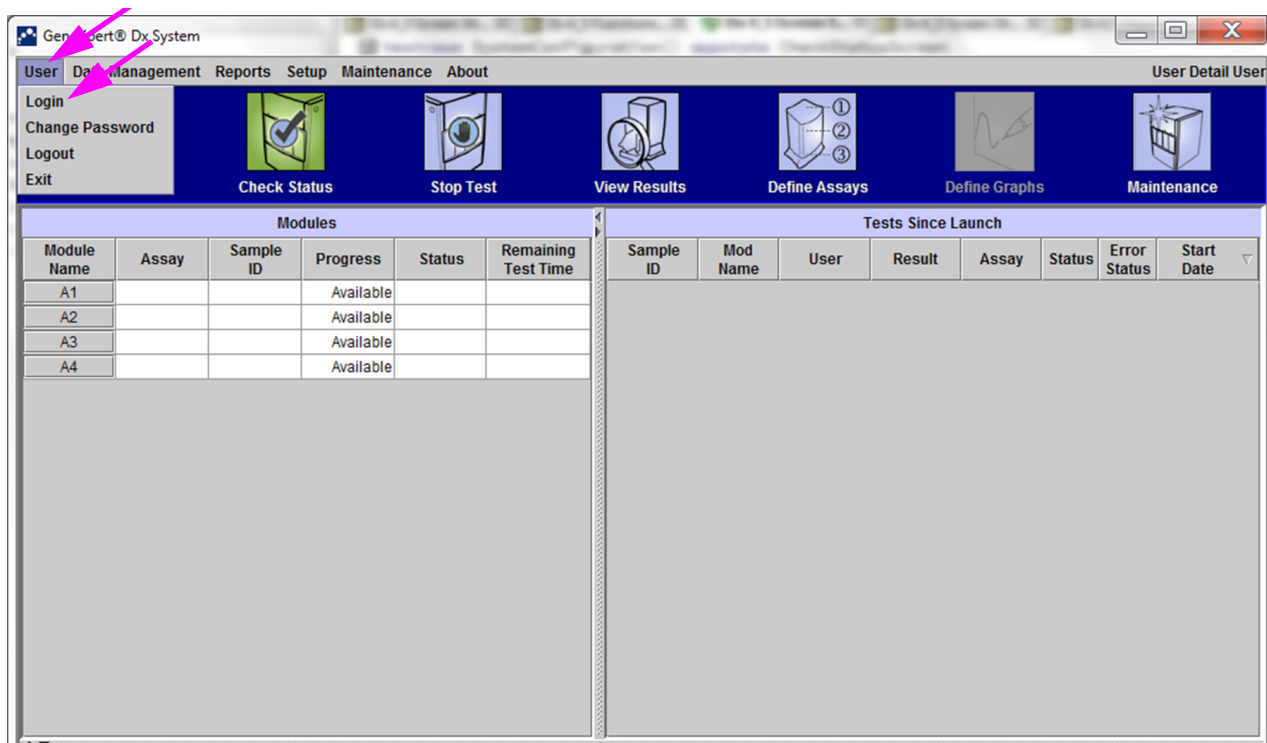 GeneXpert® Dx System
User Data Management Reports Setup Maintenance About User Detail User
Login
Change Password
Logout
Exit
Check Status Stop Test View Results Define Assays Define Graphs Maintenance
① ② ③
Modules
Module Name Assay Sample ID Progress Status Remaining Test Time
A1 Available
A2 Available
A3 Available
A4 Available
Tests Since Launch
Sample ID Mod Name User Result Assay Status Error Status Start Date